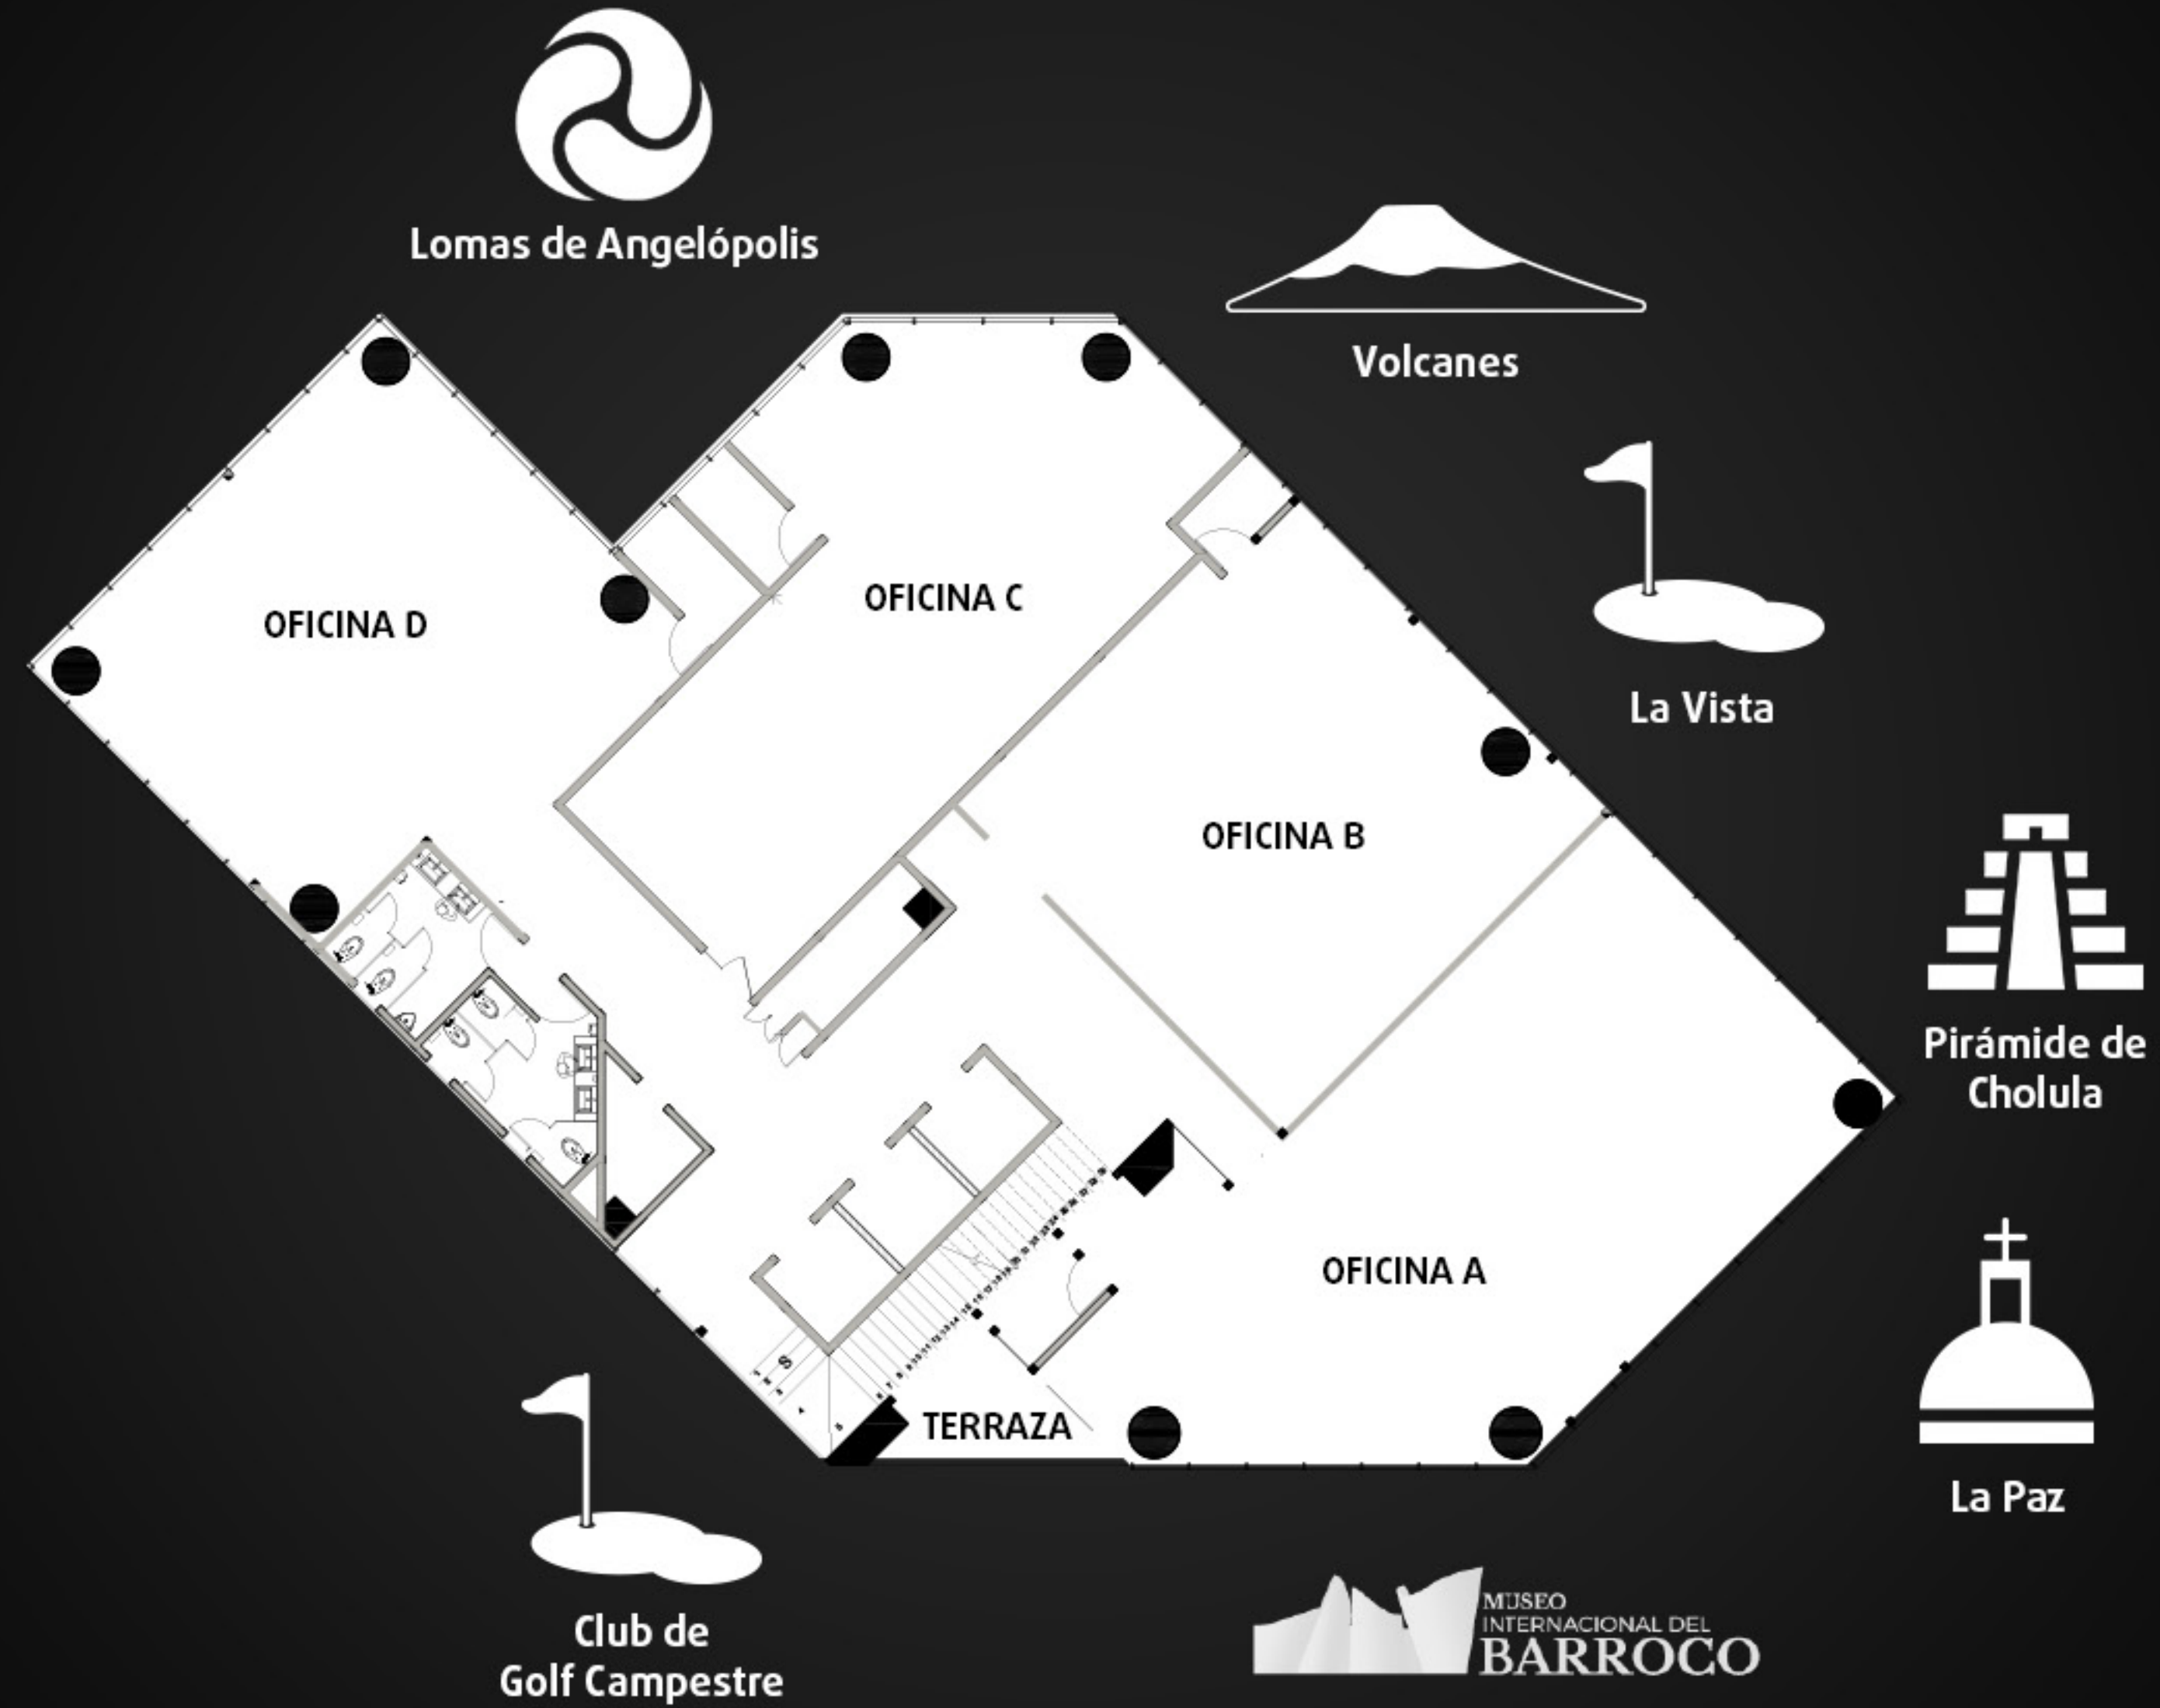 Lomas de Angelópolis
Volcanes
La Vista
OFICINA D
OFICINA C
OFICINA B
Pirámide de
Cholula
OFICINA A
S
TERRAZA
La Paz
Club de
Golf Campestre
MUSEO
INTERNACIONAL DEL
BARROCO